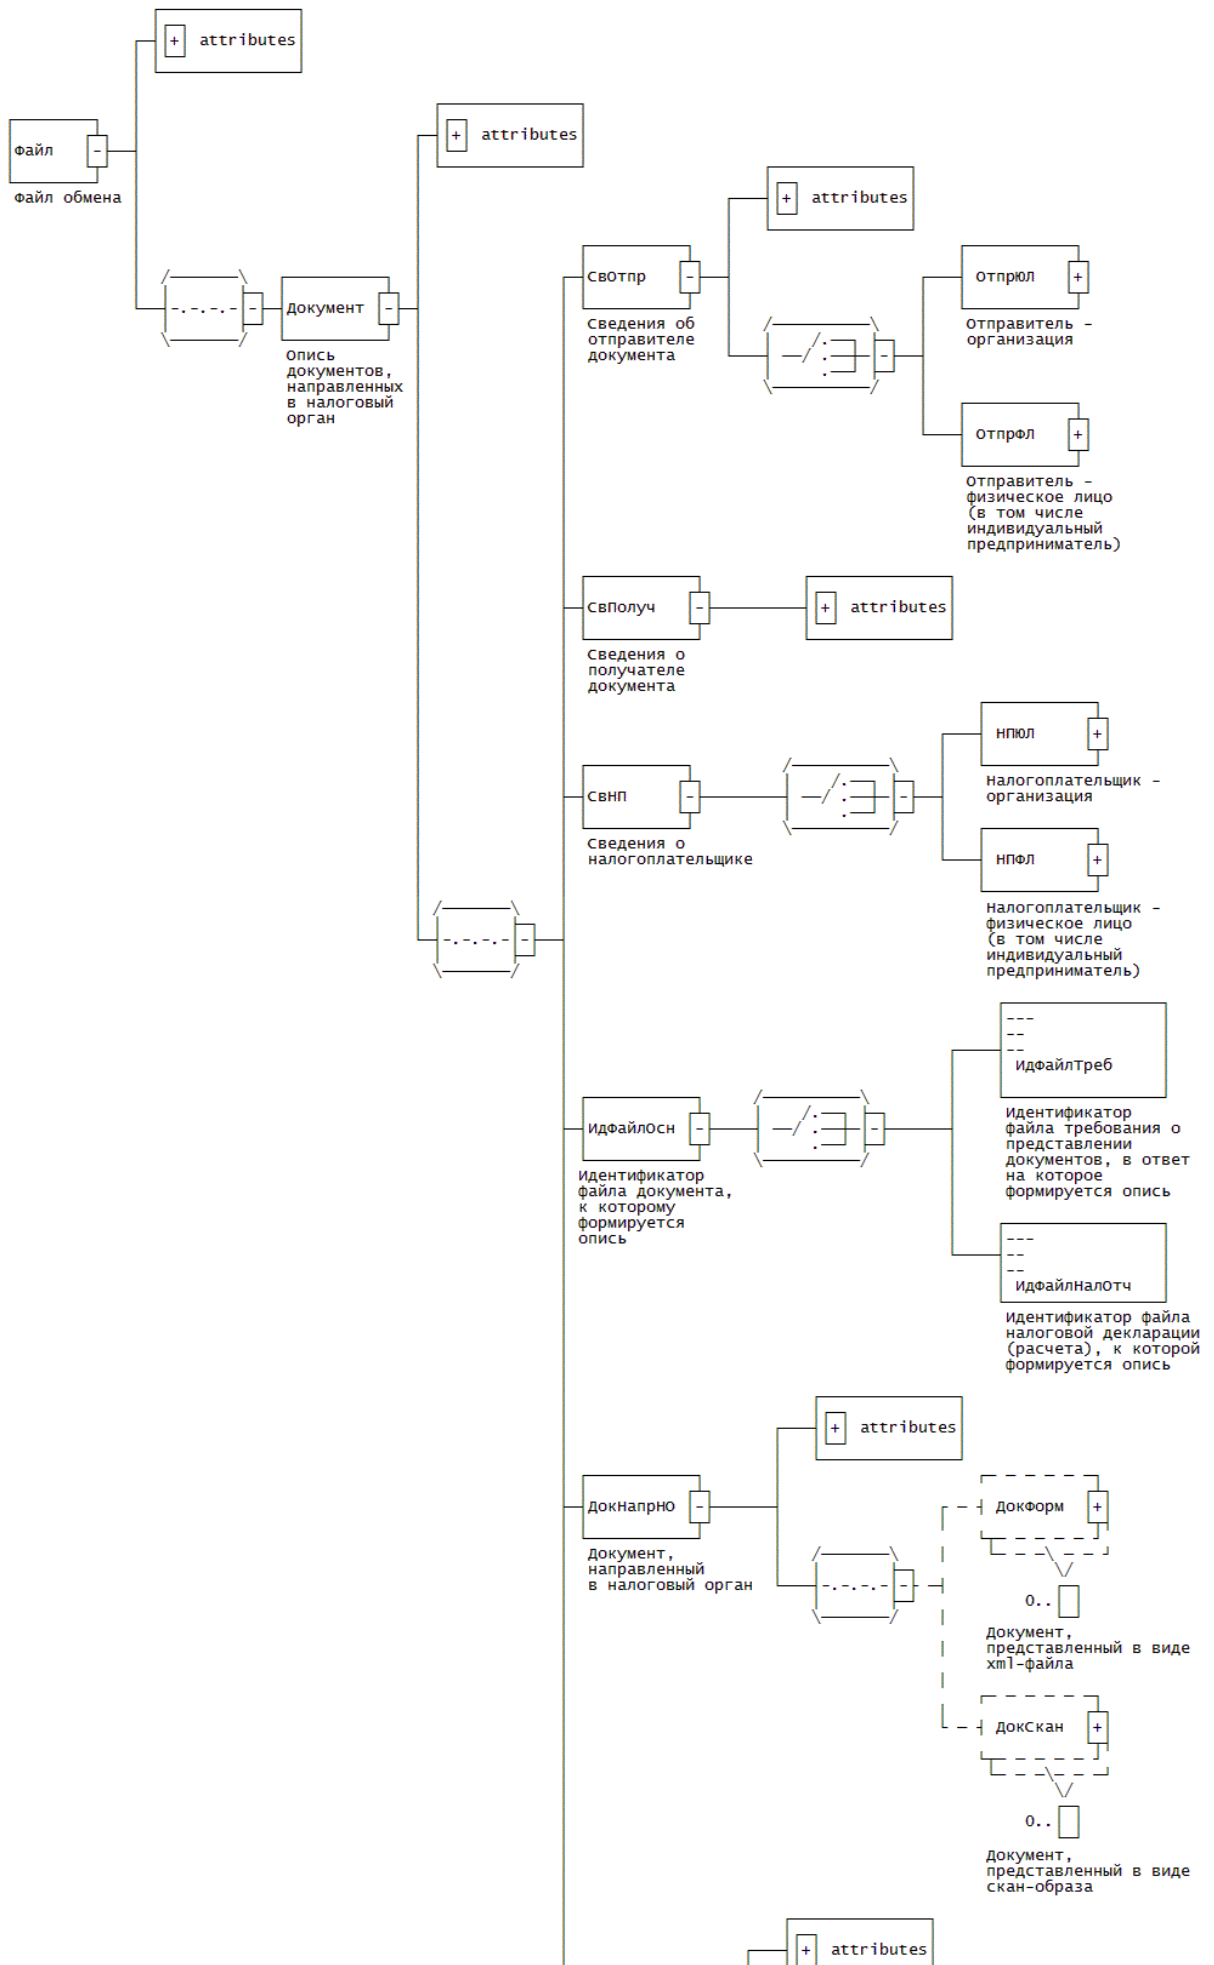 + attributes
+ attributes
Файл -
Файл обмена
+ attributes
СвОтпр -
Сведения об
отправителе
документа
ОтпрЮЛ +
Отправитель –
организация
-.-.-.- - Документ -
Опись
документов,
направленных
в налоговый
орган
-
ОтпрФЛ +
Отправитель –
физическое лицо
(в том числе
индивидуальный
предприниматель)
СвПолуч -
+ attributes
Сведения о
получателе
документа
НПЮЛ +
Налогоплательщик –
организация
СвНП -
-
Сведения о
налогоплательщике
НПФЛ +
Налогоплательщик –
физическое лицо
(в том числе
индивидуальный
предприниматель)
-.-.-.- -
---
--
--
ИдФайлТреб
Идентификатор
файла требования о
представлении
документов, в ответ
на которое
формируется опись
ИдФайлОсн -
-
Идентификатор
файла документа,
к которому
формируется
опись
---
--
--
ИдФайлНалОтч
Идентификатор файла
налоговой декларации
(расчета), к которой
формируется опись
+ attributes
ДокНапрНО -
Документ,
направленный
в налоговый орган
-.-.-.- -
ДокФорм +
0..
Документ,
представленный в виде
xml-файла
ДокСкан +
0..
Документ,
представленный в виде
скан-образа
+ attributes